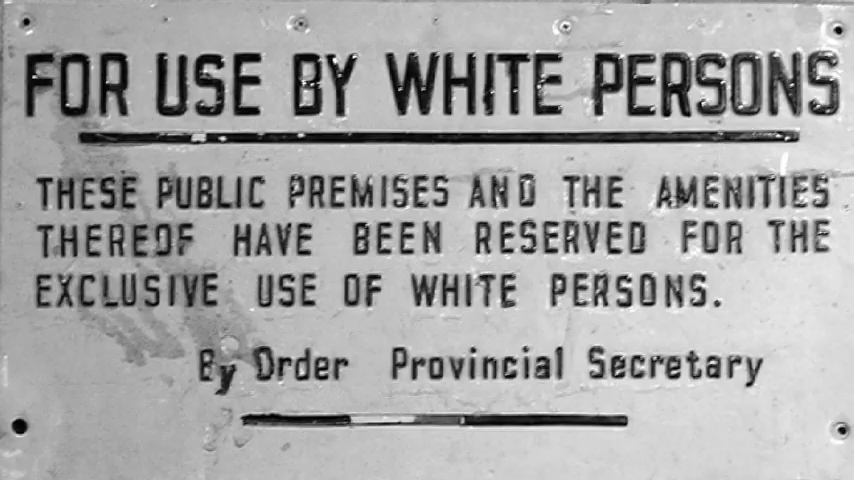 FOR USE BY WHITE PERSONS
THESE PUBLIC PREMISES AND THE AMENITIES
THEREOF HAVE BEEN RESERVED FOR THE
EXCLUSIVE USE OF WHITE PERSONS.
By Order Provincial Secretary